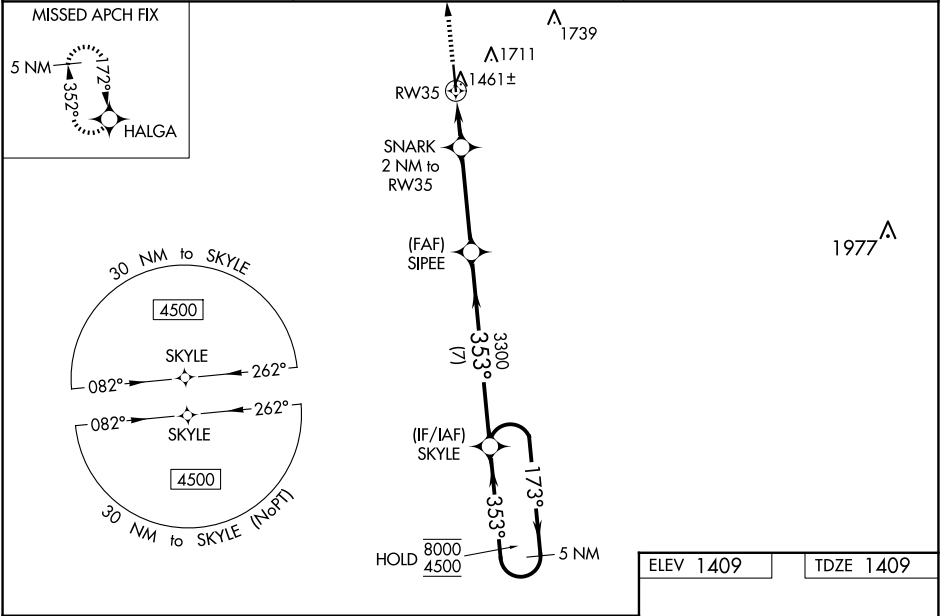 MISSED APCH FIX
5 NM
172°
352°
HALGA
1739
1711
1461±
RW35
SNARK
2 NM to
RW35
(FAF)
SIPEE
1977
30 NM to SKYLE
4500
SKYLE
082°
262°
082°
262°
SKYLE
4500
30 NM to SKYLE (NoPT)
3300
353°
(7)
(IF/IAF)
SKYLE
173°
353°
HOLD
8000
4500
5 NM
ELEV 1409
TDZE 1409